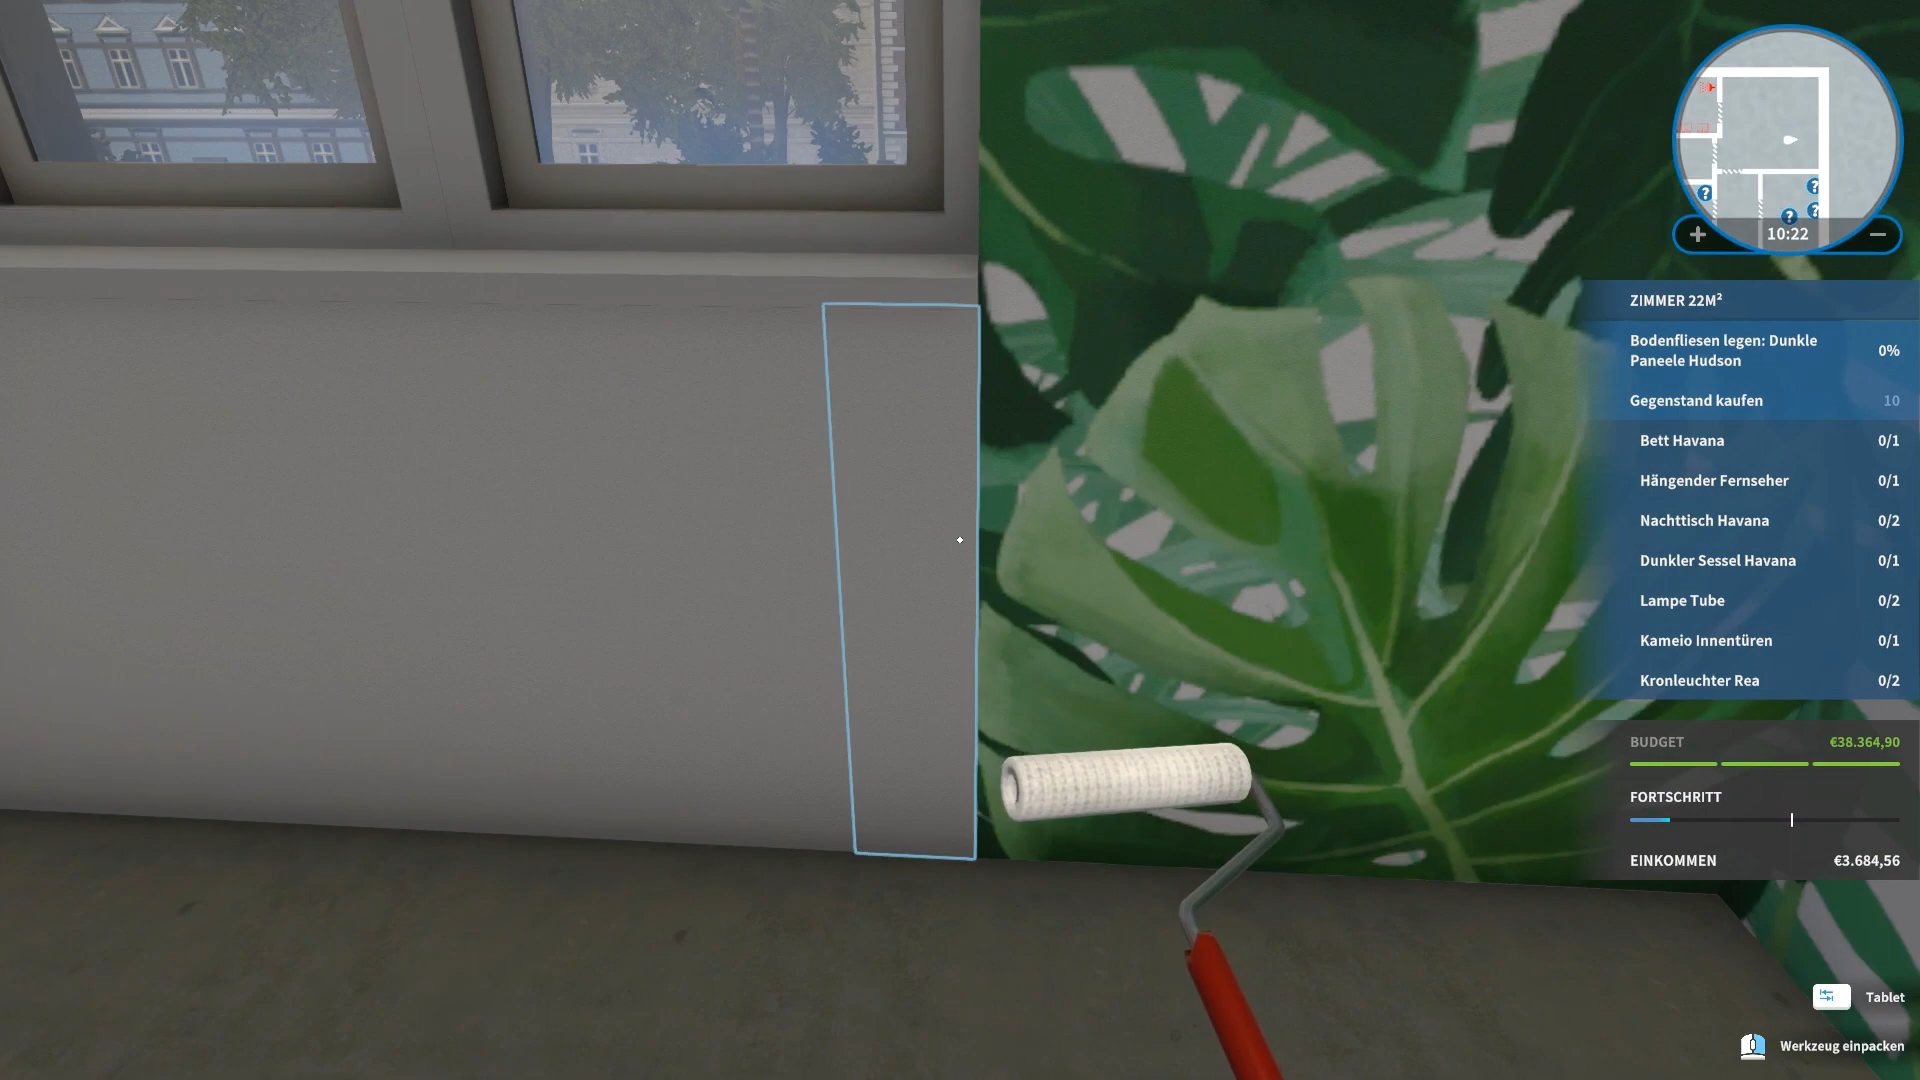 10:22
ZIMMER 22M²
Bodenfliesen legen: Dunkle
Paneele Hudson
0%
Gegenstand kaufen 10
Bett Havana 0/1
Hängender Fernseher 0/1
Nachttisch Havana 0/2
Dunkler Sessel Havana 0/1
Lampe Tube 0/2
Kameio Innentüren 0/1
Kronleuchter Rea 0/2
BUDGET €38.364,90
FORTSCHRITT
EINKOMMEN €3.684,56
Tablet
Werkzeug einpacken